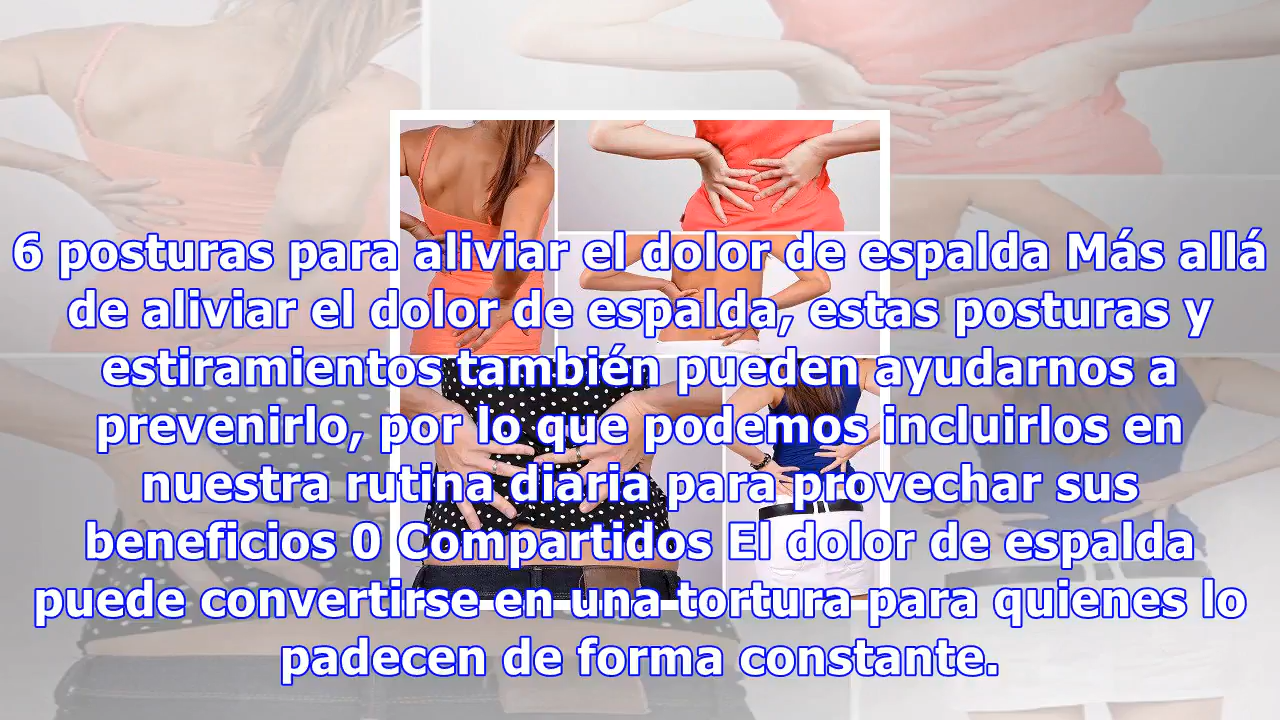 6 posturas para aliviar el dolor de espalda Más allá
de aliviar el dolor de espalda, estas posturas y
estiramientos también pueden ayudarnos a
prevenirlo, por lo que podemos incluirlos en
nuestra rutina diaria para provechar sus
beneficios 0 Compartidos El dolor de espalda
puede convertirse en una tortura para quienes lo
padecen de forma constante.